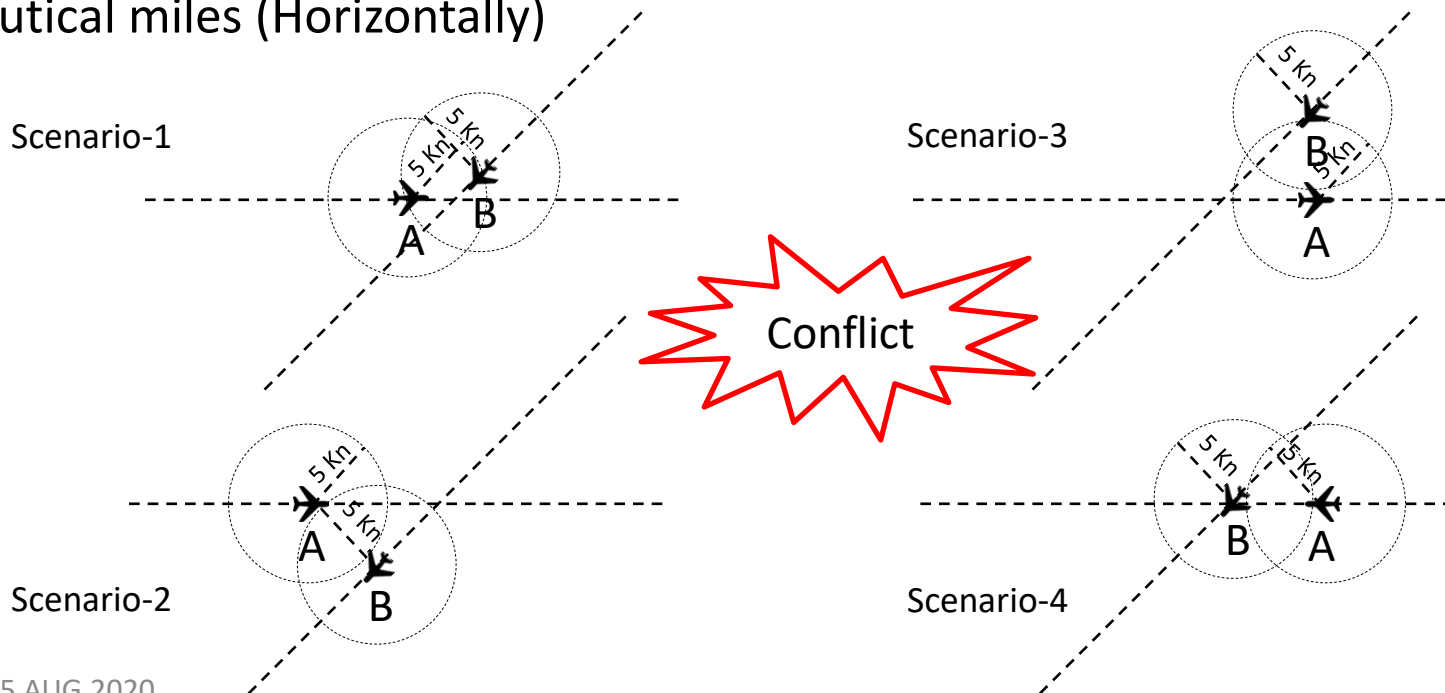 utical miles (Horizontally)
Scenario-1
5 Kn
5 Kn
A
B
Scenario-3
5 Kn
5 Kn
B
A
Conflict
Scenario-2
5 Kn
5 Kn
A
B
Scenario-4
5 Kn
5 Kn
B
A
5 AUG 2020